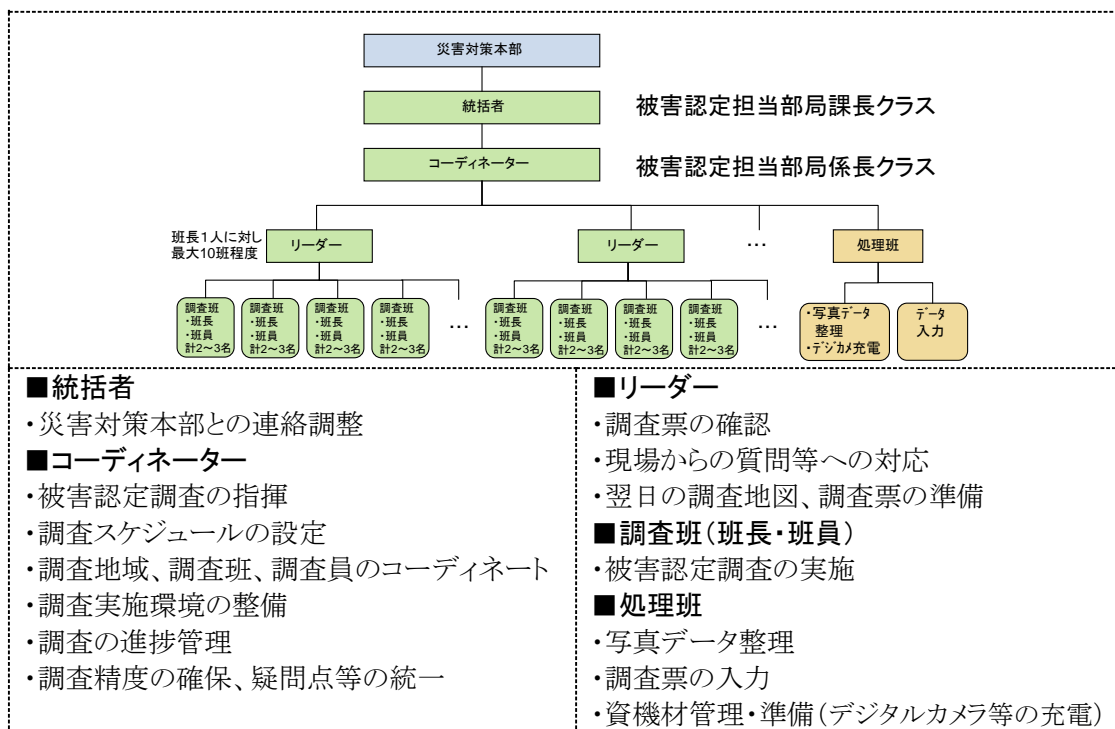 災害対策本部
統括者
被害認定担当部局課長クラス
コーディネーター
被害認定担当部局係長クラス
班長1人に対し
最大10班程度
リーダー
リーダー
…
処理班
調査班
・班長
・班員
計2～3名
調査班
・班長
・班員
計2～3名
調査班
・班長
・班員
計2～3名
調査班
・班長
・班員
計2～3名
…
調査班
・班長
・班員
計2～3名
調査班
・班長
・班員
計2～3名
調査班
・班長
・班員
計2～3名
調査班
・班長
・班員
計2～3名
…
・写真データ
整理
・デジカメ充電
データ
入力
■統括者
・災害対策本部との連絡調整
■コーディネーター
・被害認定調査の指揮
・調査スケジュールの設定
・調査地域、調査班、調査員のコーディネート
・調査実施環境の整備
・調査の進捗管理
・調査精度の確保、疑問点等の統一
■リーダー
・調査票の確認
・現場からの質問等への対応
・翌日の調査地図、調査票の準備
■調査班（班長・班員）
・被害認定調査の実施
■処理班
・写真データ整理
・調査票の入力
・資機材管理・準備（デジタルカメラ等の充電）